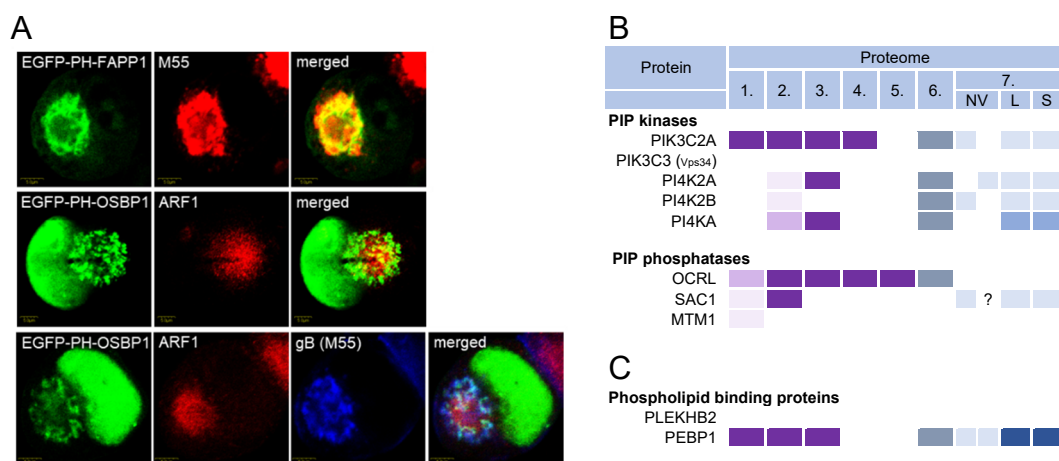 A
EGFP-PH-FAPP1 M55 merged
EGFP-PH-OSBP1 ARF1 merged
EGFP-PH-OSBP1 ARF1 gB (M55) merged
B
Protein Proteome
1. 2. 3. 4. 5. 6. 7.
NV L S
PIP kinases
PIK3C2A
PIK3C3 (Vps34)
PI4K2A
PI4K2B
PI4KA
PIP phosphatases
OCRL
SAC1 ?
MTM1
C
Phospholipid binding proteins
PLEKHB2
PEBP1